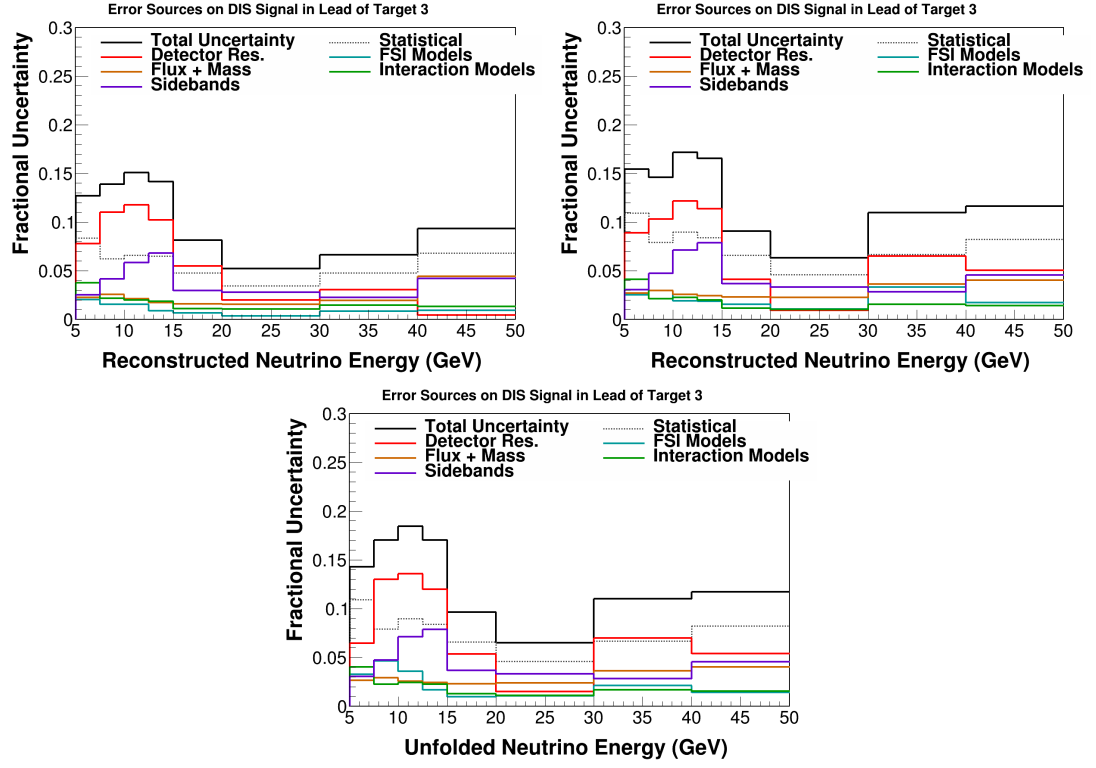 Error Sources on DIS Signal in Lead of Target 3
Fractional Uncertainty
0.3
0.25
0.2
0.15
0.1
0.05
0
Total Uncertainty
Detector Res.
Flux + Mass
Sidebands
Statistical
FSI Models
Interaction Models
5 10 15 20 25 30 35 40 45 50
Reconstructed Neutrino Energy (GeV)
Error Sources on DIS Signal in Lead of Target 3
Fractional Uncertainty
0.3
0.25
0.2
0.15
0.1
0.05
0
Total Uncertainty
Detector Res.
Flux + Mass
Sidebands
Statistical
FSI Models
Interaction Models
5 10 15 20 25 30 35 40 45 50
Reconstructed Neutrino Energy (GeV)
Error Sources on DIS Signal in Lead of Target 3
Fractional Uncertainty
0.3
0.25
0.2
0.15
0.1
0.05
0
Total Uncertainty
Detector Res.
Flux + Mass
Sidebands
Statistical
FSI Models
Interaction Models
5 10 15 20 25 30 35 40 45 50
Unfolded Neutrino Energy (GeV)